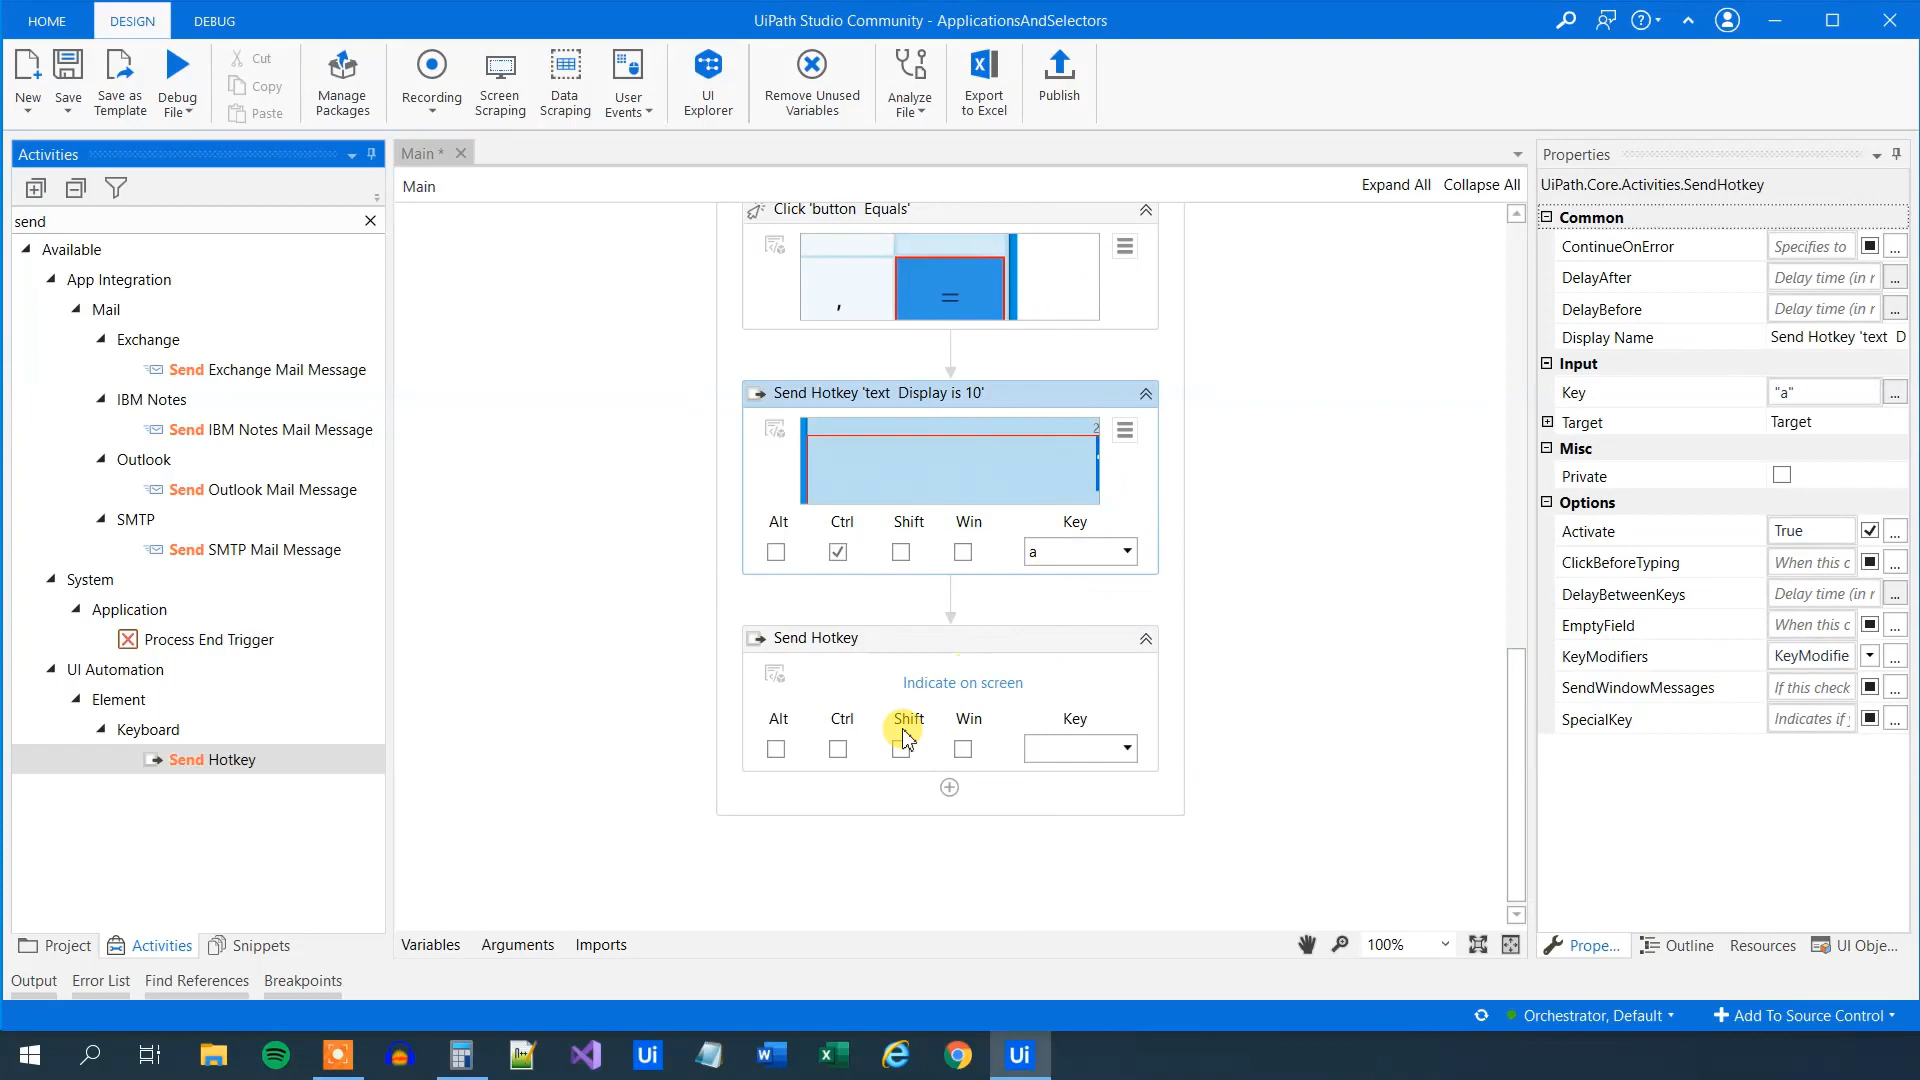 HOME DESIGN DEBUG UiPath Studio Community - ApplicationsAndSelectors
New Save Save as Template Debug File Cut Copy Paste Manage Packages Recording Screen Scraping Data Scraping User Events UI Explorer Remove Unused Variables Analyze File Export to Excel Publish
Activities
send
Available
App Integration
Mail
Exchange
Send Exchange Mail Message
IBM Notes
Send IBM Notes Mail Message
Outlook
Send Outlook Mail Message
SMTP
Send SMTP Mail Message
System
Application
Process End Trigger
UI Automation
Element
Keyboard
Send Hotkey
Project Activities Snippets
Main *
Main Expand All Collapse All
Click 'button Equals'
, =
Send Hotkey 'text Display is 10'
2
Alt Ctrl Shift Win Key
a
Send Hotkey
Indicate on screen
Alt Ctrl Shift Win Key
Variables Arguments Imports 100%
Properties
UiPath.Core.Activities.SendHotkey
Common
ContinueOnError Specifies to ...
DelayAfter Delay time (in r ...
DelayBefore Delay time (in r ...
Display Name Send Hotkey 'text D
Input
Key "a" ...
Target Target
Misc
Private
Options
Activate True ...
ClickBeforeTyping When this c ...
DelayBetweenKeys Delay time (in r ...
EmptyField When this c ...
KeyModifiers KeyModifie ...
SendWindowMessages If this check ...
SpecialKey Indicates if ...
Prope... Outline Resources UI Obje...
Output Error List Find References Breakpoints
Orchestrator, Default Add To Source Control
Ui Ui